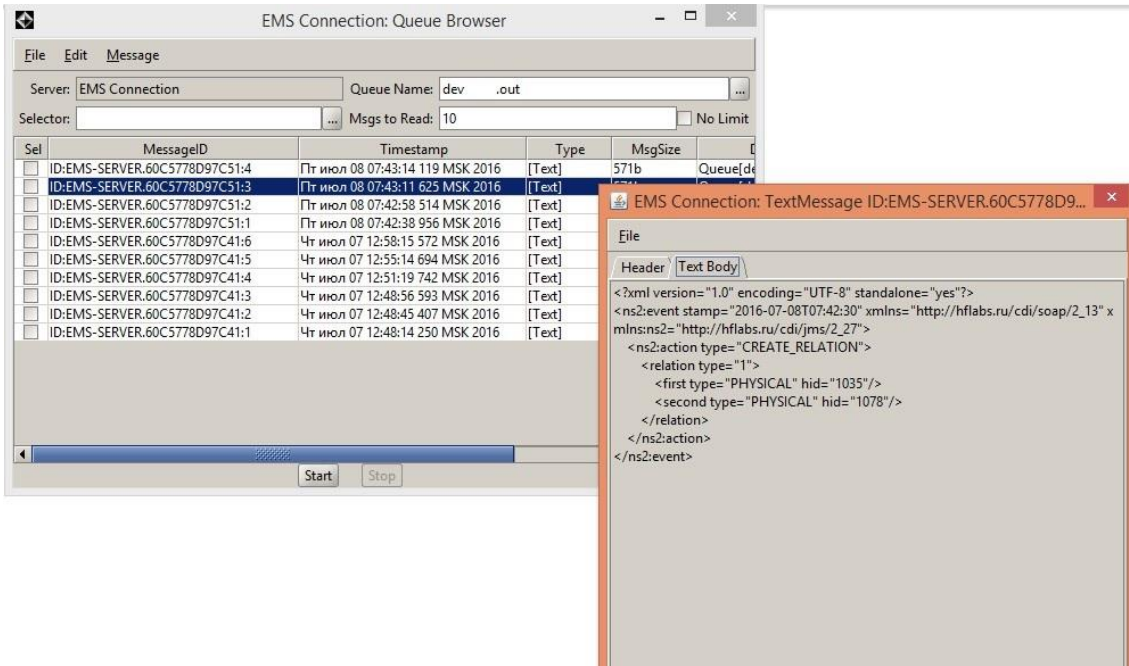 EMS Connection: Queue Browser
File Edit Message
Server: EMS Connection Queue Name: dev .out ...
Selector: ... Msgs to Read: 10 No Limit
Sel MessageID Timestamp Type MsgSize
ID:EMS-SERVER.60C5778D97C51:4 Пт июл 08 07:43:14 119 MSK 2016 [Text] 571b Queue[de
ID:EMS-SERVER.60C5778D97C51:3 Пт июл 08 07:43:11 625 MSK 2016 [Text]
ID:EMS-SERVER.60C5778D97C51:2 Пт июл 08 07:42:58 514 MSK 2016 [Text]
ID:EMS-SERVER.60C5778D97C51:1 Пт июл 08 07:42:38 956 MSK 2016 [Text]
ID:EMS-SERVER.60C5778D97C41:6 Чт июл 07 12:58:15 572 MSK 2016 [Text]
ID:EMS-SERVER.60C5778D97C41:5 Чт июл 07 12:55:14 694 MSK 2016 [Text]
ID:EMS-SERVER.60C5778D97C41:4 Чт июл 07 12:51:19 742 MSK 2016 [Text]
ID:EMS-SERVER.60C5778D97C41:3 Чт июл 07 12:48:56 593 MSK 2016 [Text]
ID:EMS-SERVER.60C5778D97C41:2 Чт июл 07 12:48:45 407 MSK 2016 [Text]
ID:EMS-SERVER.60C5778D97C41:1 Чт июл 07 12:48:14 250 MSK 2016 [Text]
Start Stop
EMS Connection: TextMessage ID:EMS-SERVER.60C5778D9...
File
Header Text Body
<?xml version="1.0" encoding="UTF-8" standalone="yes"?>
<ns2:event stamp="2016-07-08T07:42:30" xmlns="http://hflabs.ru/cdi/soap/2_13" x
mlns:ns2="http://hflabs.ru/cdi/jms/2_27">
<ns2:action type="CREATE_RELATION">
<relation type="1">
<first type="PHYSICAL" hid="1035"/>
<second type="PHYSICAL" hid="1078"/>
</relation>
</ns2:action>
</ns2:event>